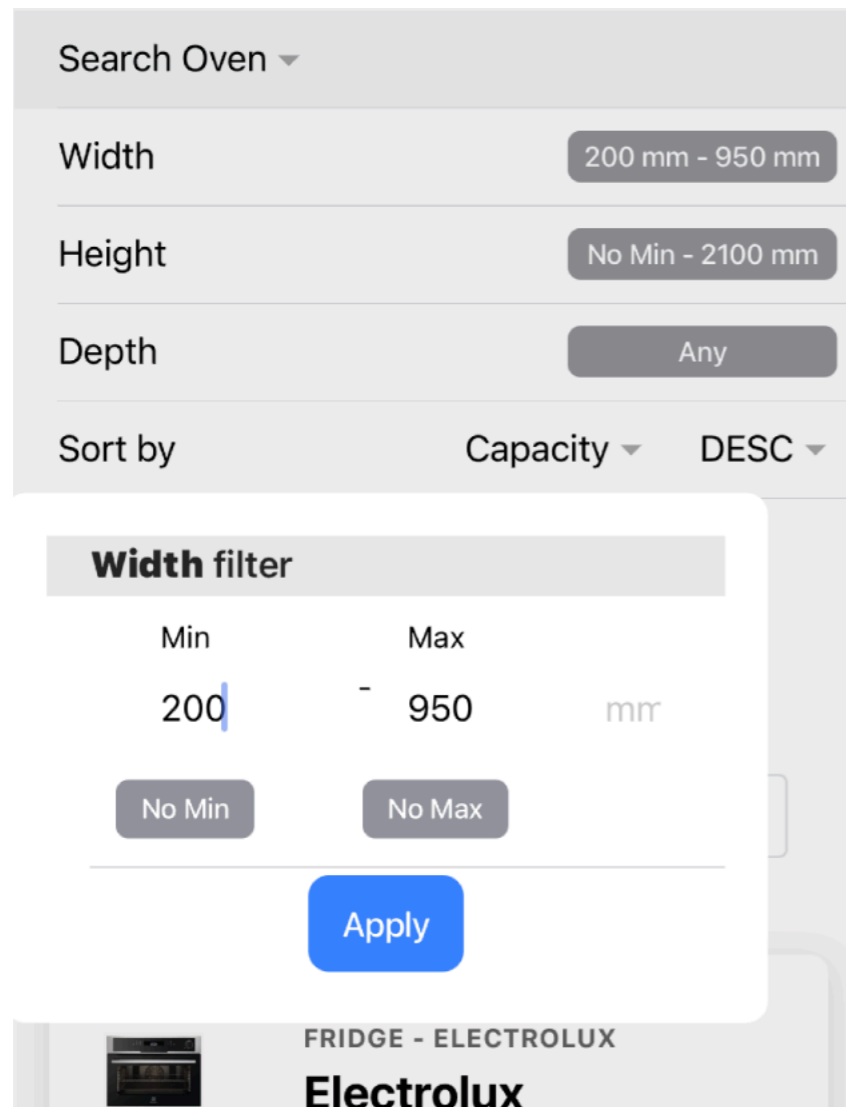 Search Oven
Width 200 mm - 950 mm
Height No Min - 2100 mm
Depth Any
Sort by Capacity DESC
Width filter
Min Max
200 - 950 mm
No Min No Max
Apply
FRIDGE - ELECTROLUX
Electrolux